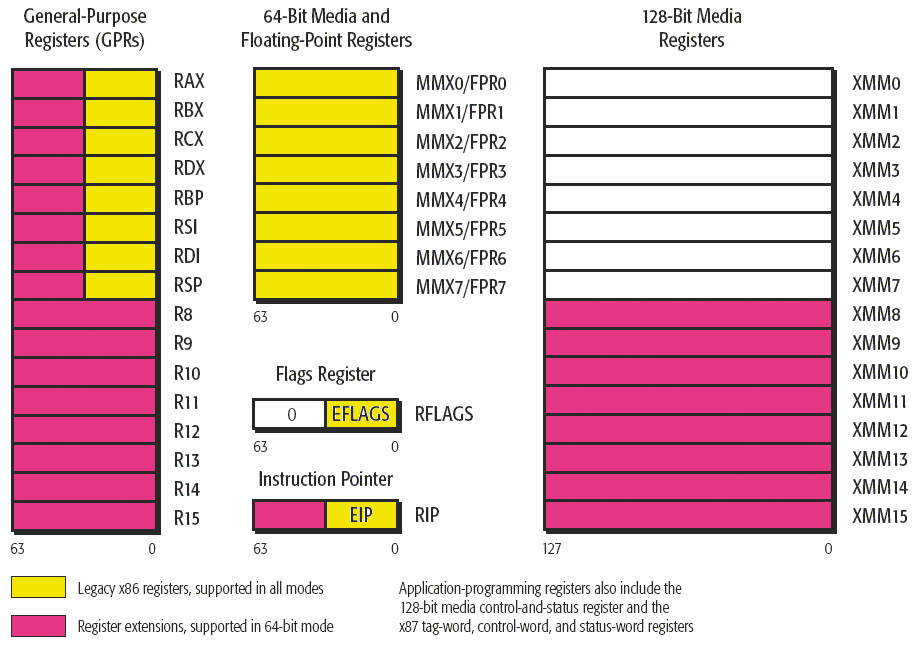 General-Purpose
Registers (GPRs)
RAX
RBX
RCX
RDX
RBP
RSI
RDI
RSP
R8
R9
R10
R11
R12
R13
R14
R15
63 0
64-Bit Media and
Floating-Point Registers
MMX0/FPR0
MMX1/FPR1
MMX2/FPR2
MMX3/FPR3
MMX4/FPR4
MMX5/FPR5
MMX6/FPR6
MMX7/FPR7
63 0
Flags Register
0 EFLAGS RFLAGS
63 0
Instruction Pointer
EIP RIP
63 0
128-Bit Media
Registers
XMM0
XMM1
XMM2
XMM3
XMM4
XMM5
XMM6
XMM7
XMM8
XMM9
XMM10
XMM11
XMM12
XMM13
XMM14
XMM15
127 0
Legacy x86 registers, supported in all modes
Register extensions, supported in 64-bit mode
Application-programming registers also include the
128-bit media control-and-status register and the
x87 tag-word, control-word, and status-word registers